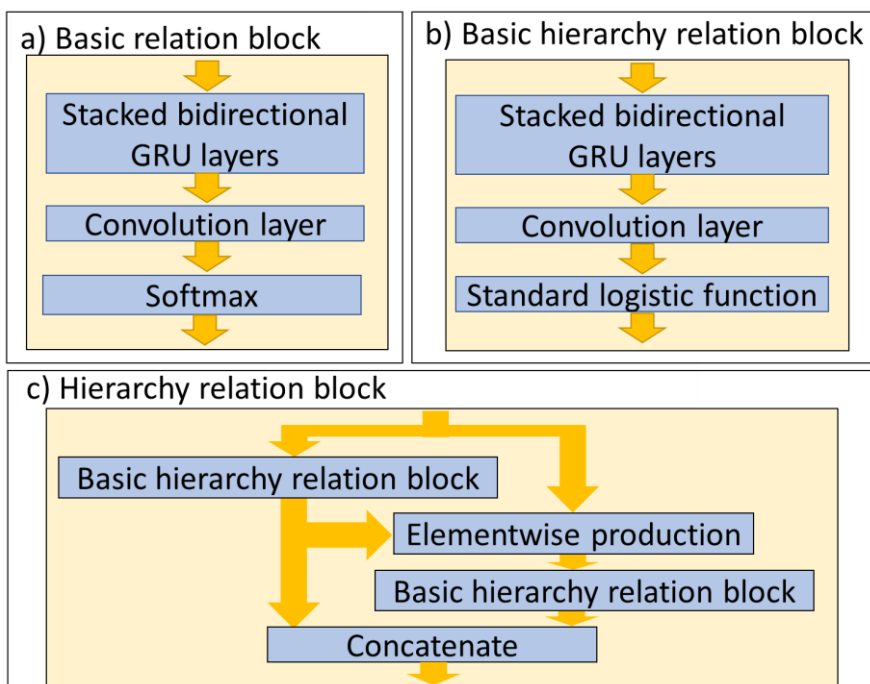 a) Basic relation block
Stacked bidirectional
GRU layers
Convolution layer
Softmax
b) Basic hierarchy relation block
Stacked bidirectional
GRU layers
Convolution layer
Standard logistic function
c) Hierarchy relation block
Basic hierarchy relation block
Elementwise production
Basic hierarchy relation block
Concatenate